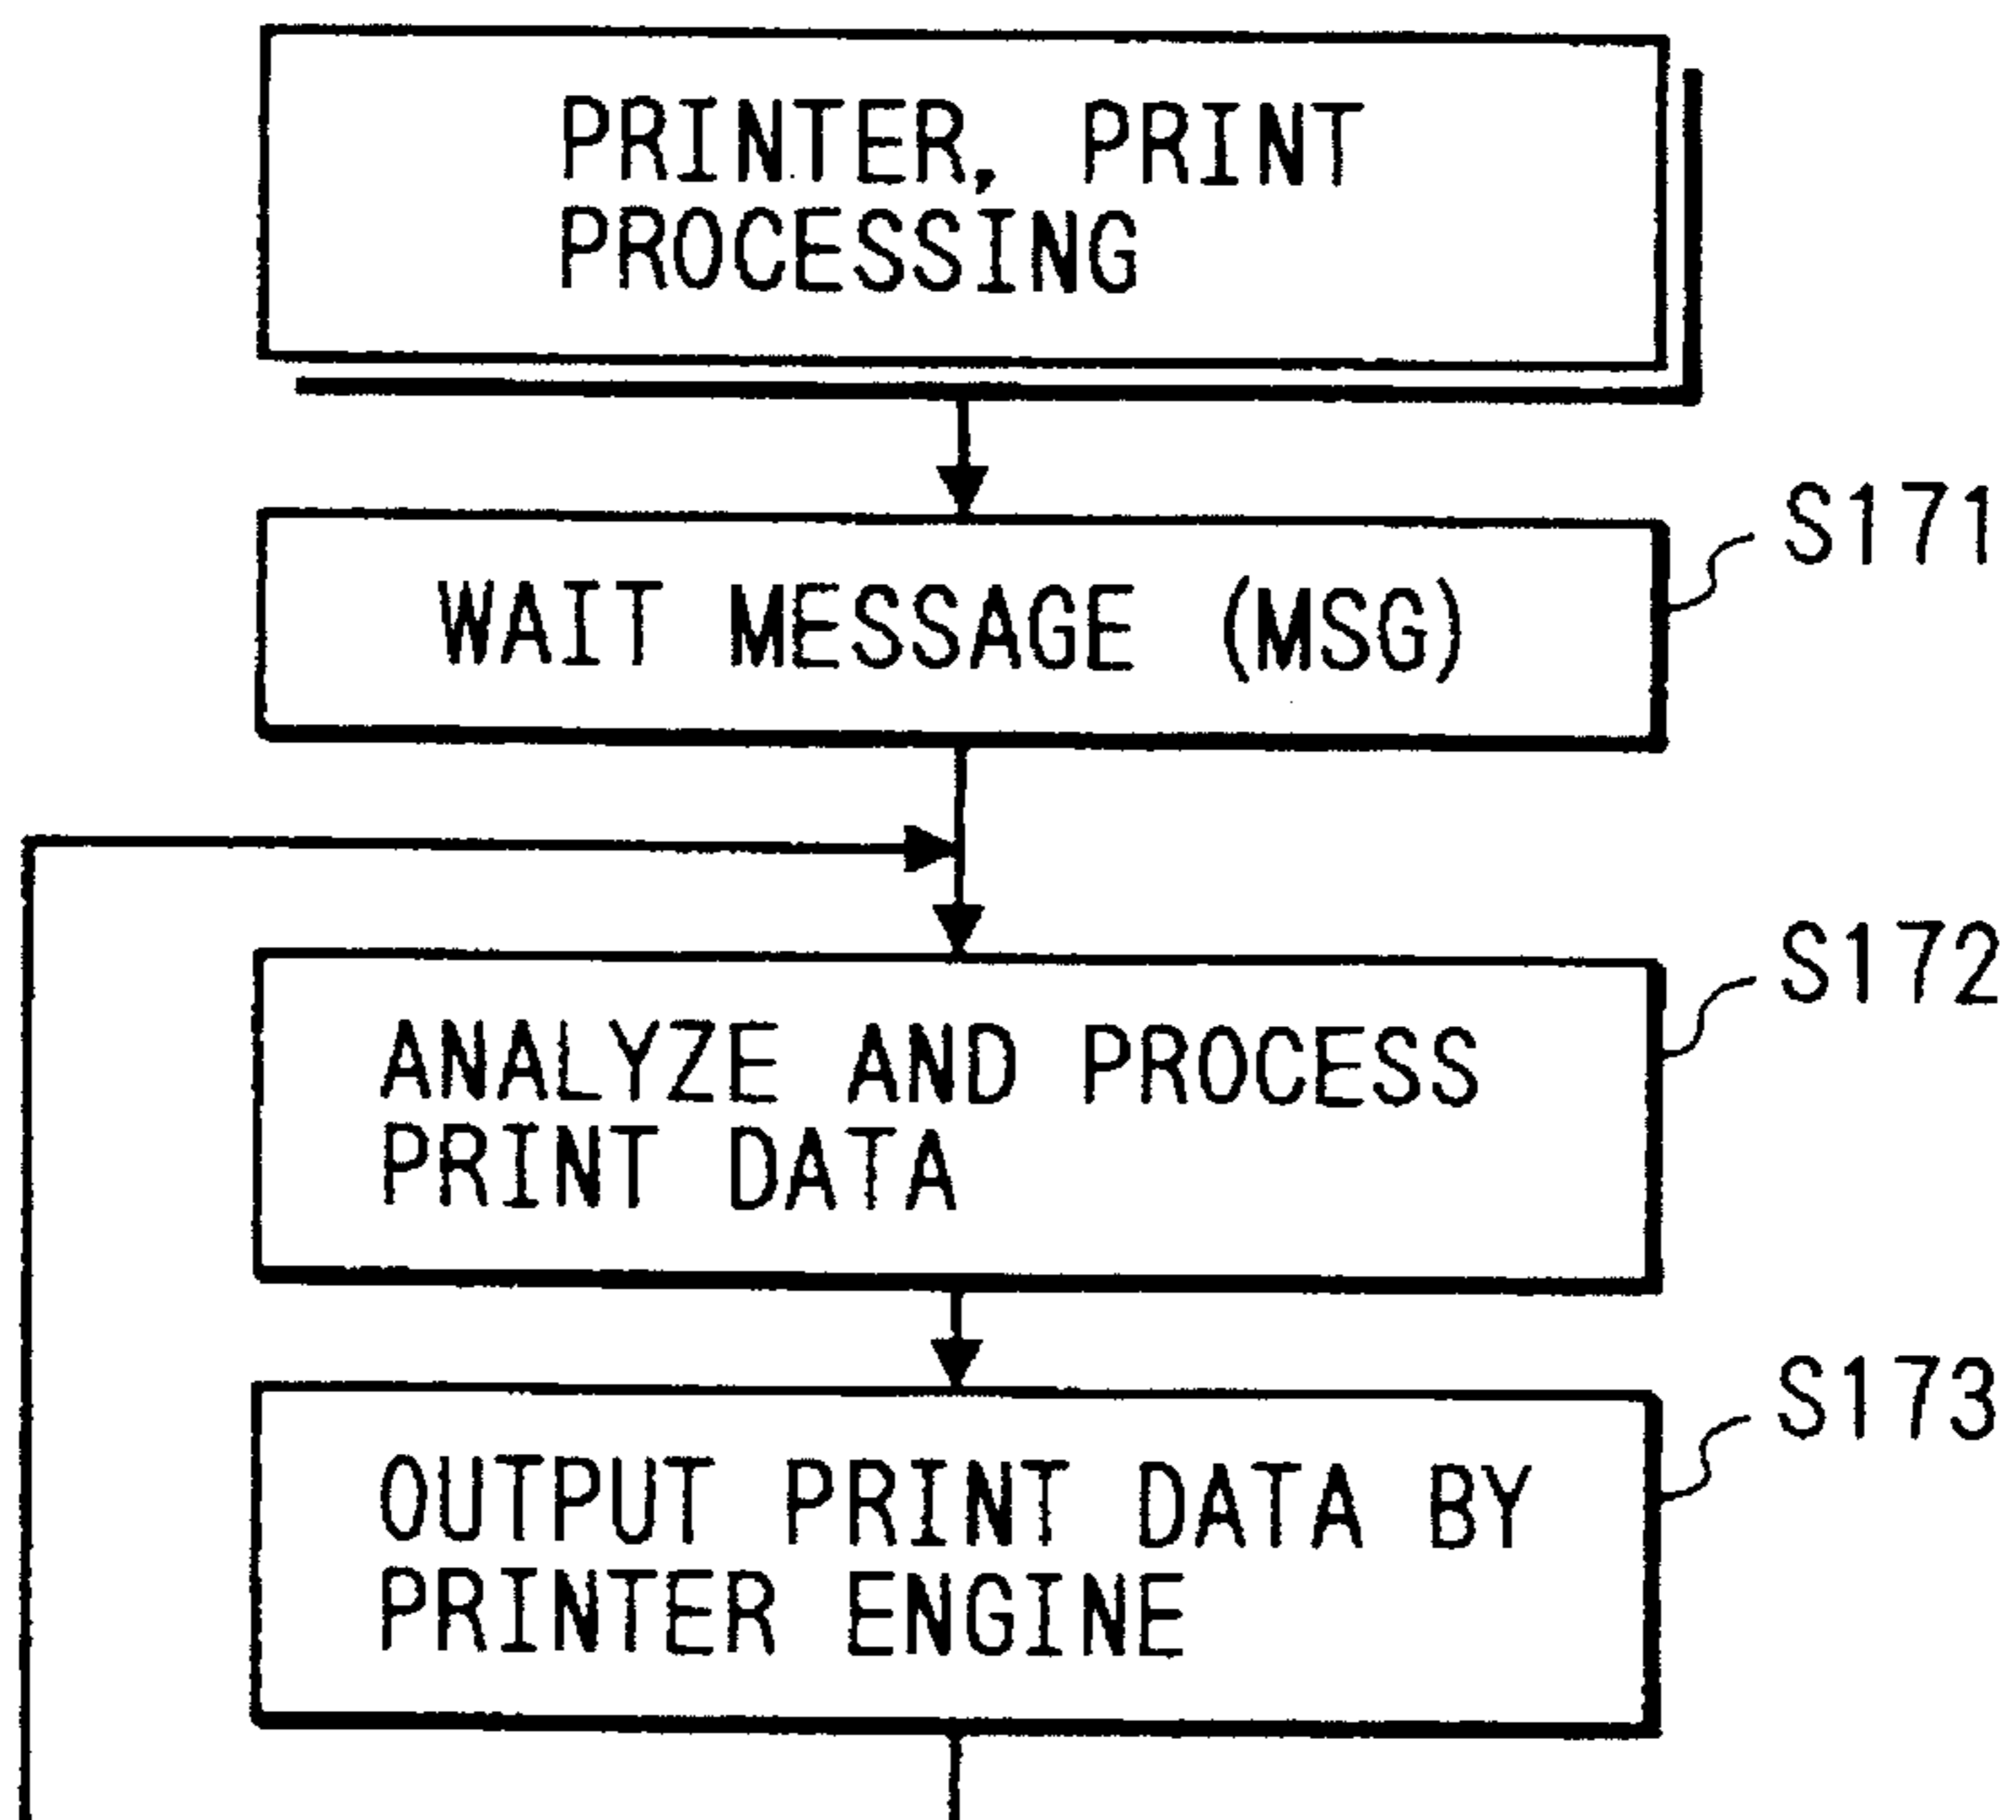 PRINTER, PRINT
PROCESSING
S171
WAIT MESSAGE (MSG)
S172
ANALYZE AND PROCESS
PRINT DATA
S173
OUTPUT PRINT DATA BY
PRINTER ENGINE